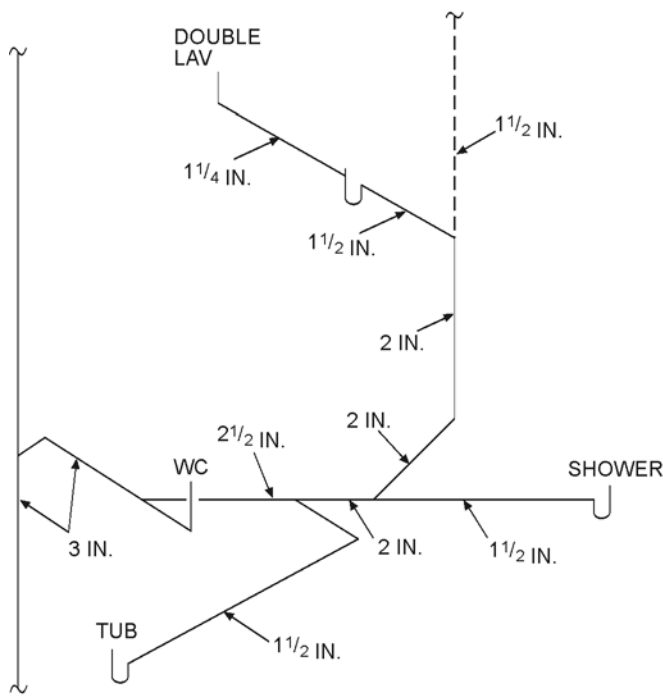 DOUBLE
LAV
1 1/2 IN.
1 1/4 IN.
1 1/2 IN.
2 IN.
2 IN.
2 1/2 IN.
WC
SHOWER
3 IN.
2 IN.
1 1/2 IN.
TUB
1 1/2 IN.